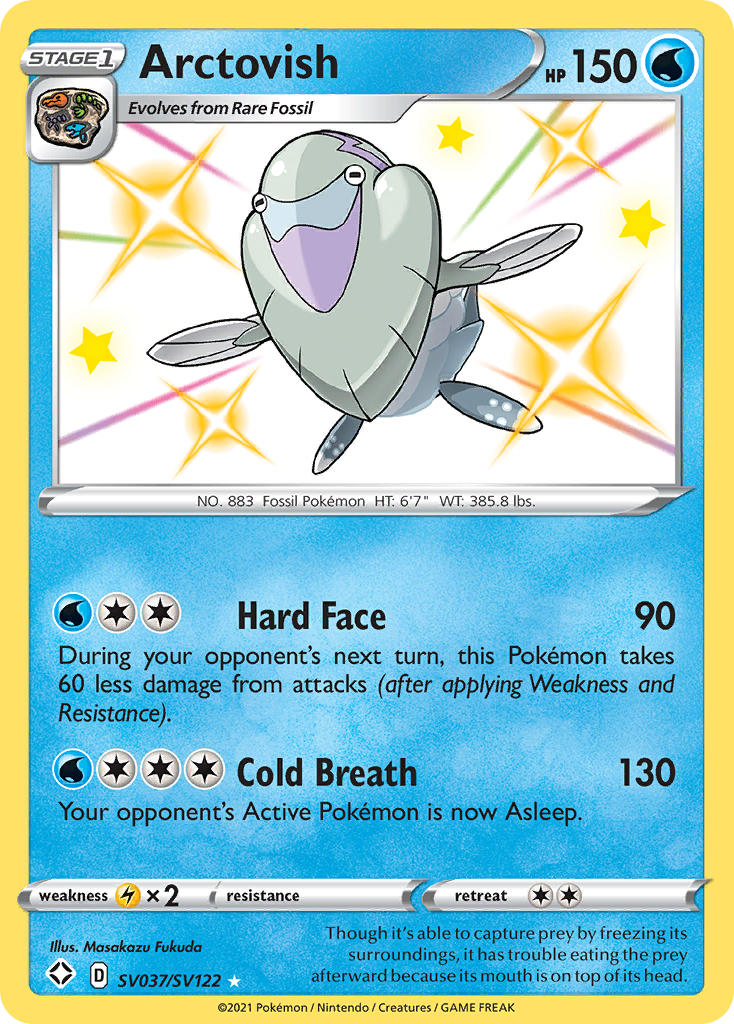 STAGE 1
Arctovish
HP 150
Evolves from Rare Fossil
NO. 883 Fossil Pokémon HT: 6'7" WT: 385.8 lbs.
Hard Face 90
During your opponent's next turn, this Pokémon takes
60 less damage from attacks (after applying Weakness and
Resistance).
Cold Breath 130
Your opponent's Active Pokémon is now Asleep.
weakness ×2 resistance retreat
Illus. Masakazu Fukuda
D SV037/SV122
Though it's able to capture prey by freezing its
surroundings, it has trouble eating the prey
afterward because its mouth is on top of its head.
©2021 Pokémon / Nintendo / Creatures / GAME FREAK